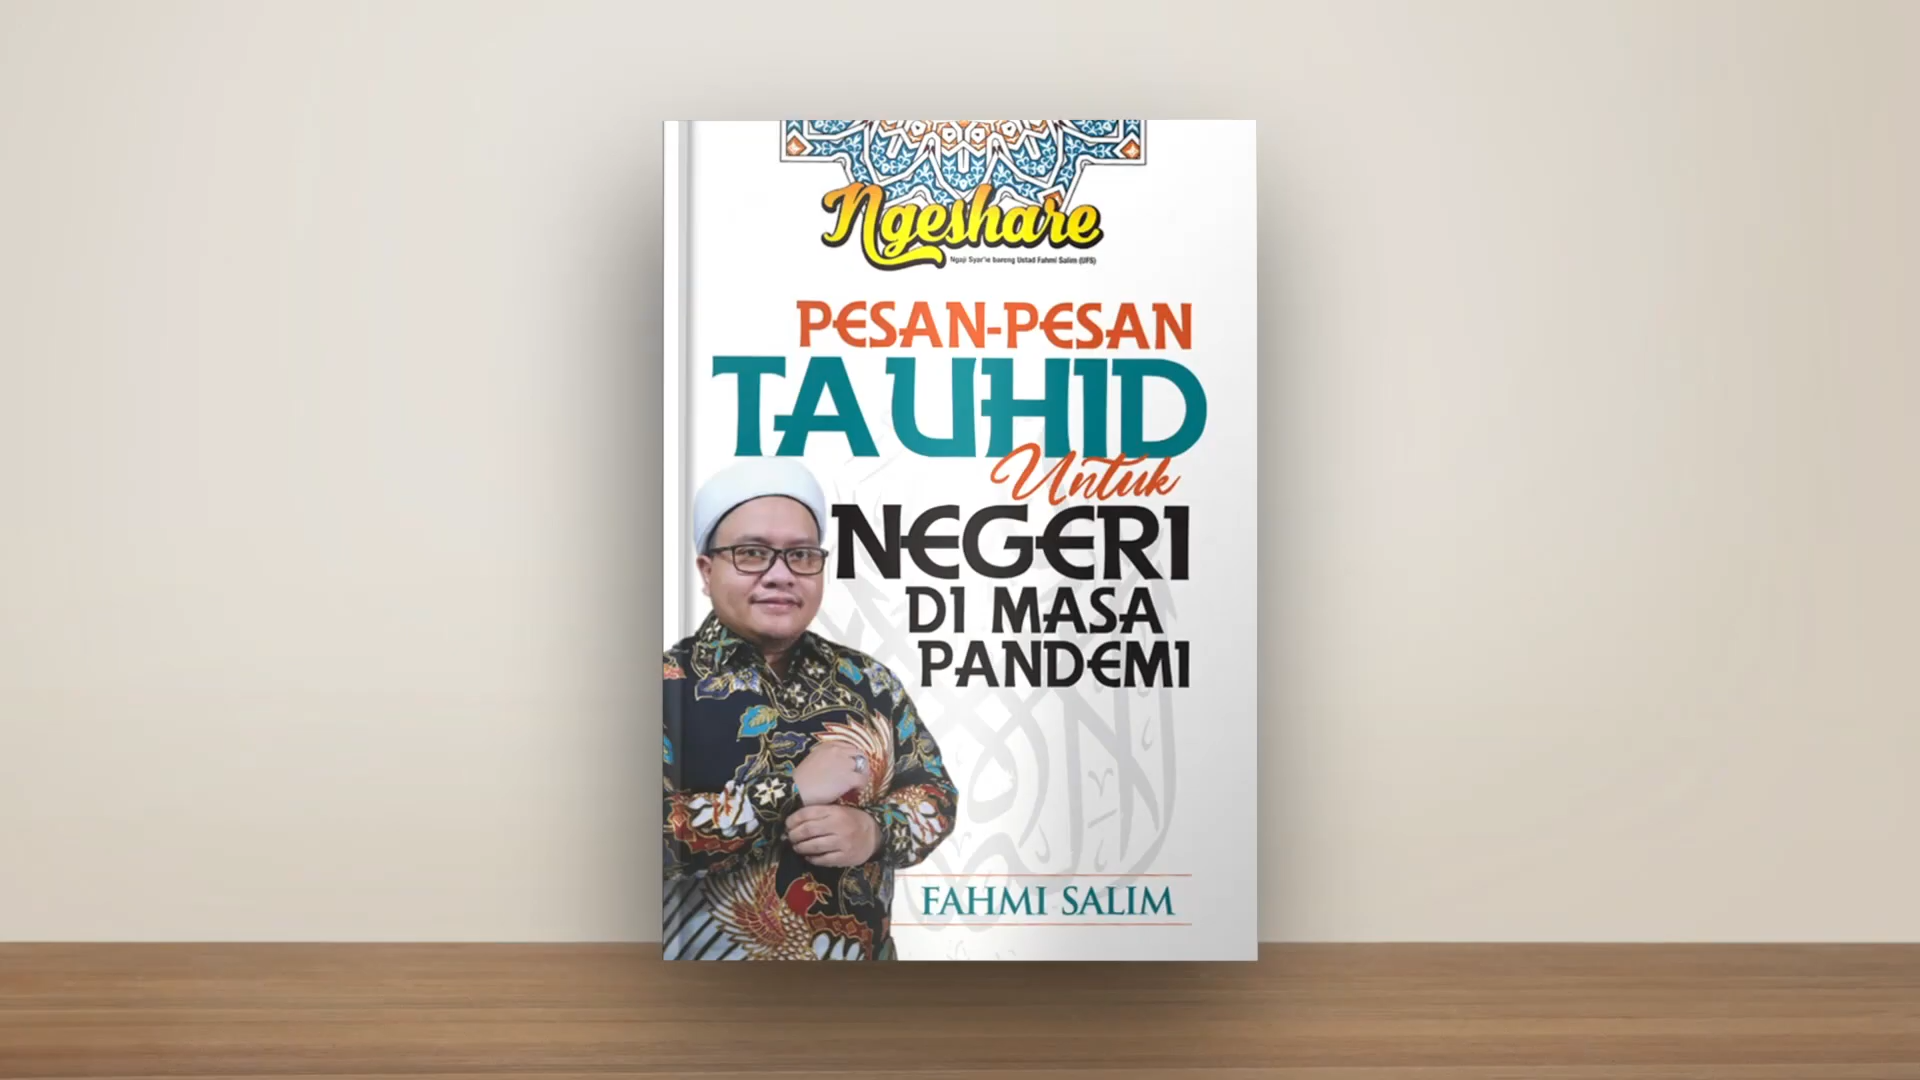 Ngeshare
Ngaji Syar'ie bareng Ustad Fahmi Salim (UFS)
PESAN-PESAN
TAUHID
Untuk
NEGERI
DI MASA
PANDEMI
FAHMI SALIM